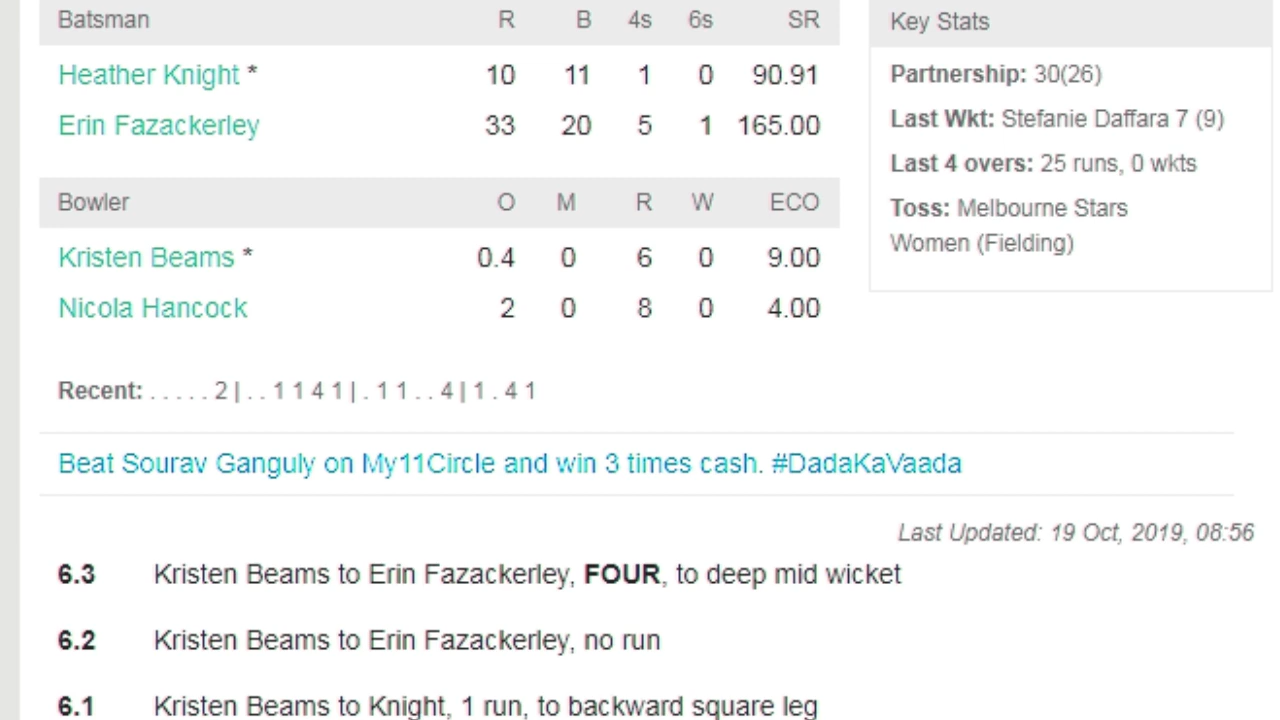 Batsman R B 4s 6s SR
Heather Knight * 10 11 1 0 90.91
Erin Fazackerley 33 20 5 1 165.00
Bowler O M R W ECO
Kristen Beams * 0.4 0 6 0 9.00
Nicola Hancock 2 0 8 0 4.00
Recent: . . . . . 2 | . . 1 1 4 1 | . 1 1 . . 4 | 1 . 4 1
Key Stats
Partnership: 30(26)
Last Wkt: Stefanie Daffara 7 (9)
Last 4 overs: 25 runs, 0 wkts
Toss: Melbourne Stars
Women (Fielding)
Beat Sourav Ganguly on My11Circle and win 3 times cash. #DadaKaVaada
Last Updated: 19 Oct, 2019, 08:56
6.3 Kristen Beams to Erin Fazackerley, FOUR, to deep mid wicket
6.2 Kristen Beams to Erin Fazackerley, no run
6.1 Kristen Beams to Knight, 1 run, to backward square leg